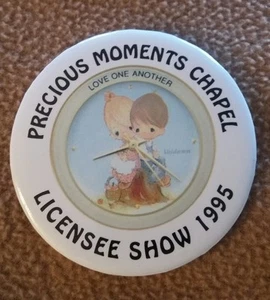 PRECIOUS MOMENTS CHAPEL
LOVE ONE ANOTHER
LICENSEE SHOW 1995